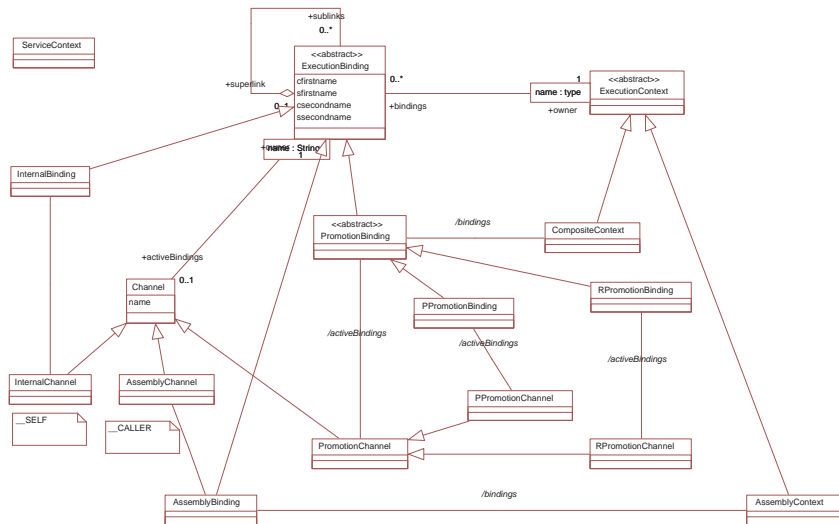 +sublinks
0..*
ServiceContext
<<abstract>>
ExecutionBinding
cfirstname
sfirstname
csecondname
ssecondname
+superlink
0..1
0..*
+bindings
1
name : type
+owner
<<abstract>>
ExecutionContext
name : String
1
InternalBinding
<<abstract>>
PromotionBinding
/bindings
CompositeContext
+activeBindings
0..1
Channel
name
PPromotionBinding
RPromotionBinding
/activeBindings
/activeBindings
/activeBindings
InternalChannel
AssemblyChannel
PPromotionChannel
__SELF
__CALLER
PromotionChannel
RPromotionChannel
AssemblyBinding
/bindings
AssemblyContext